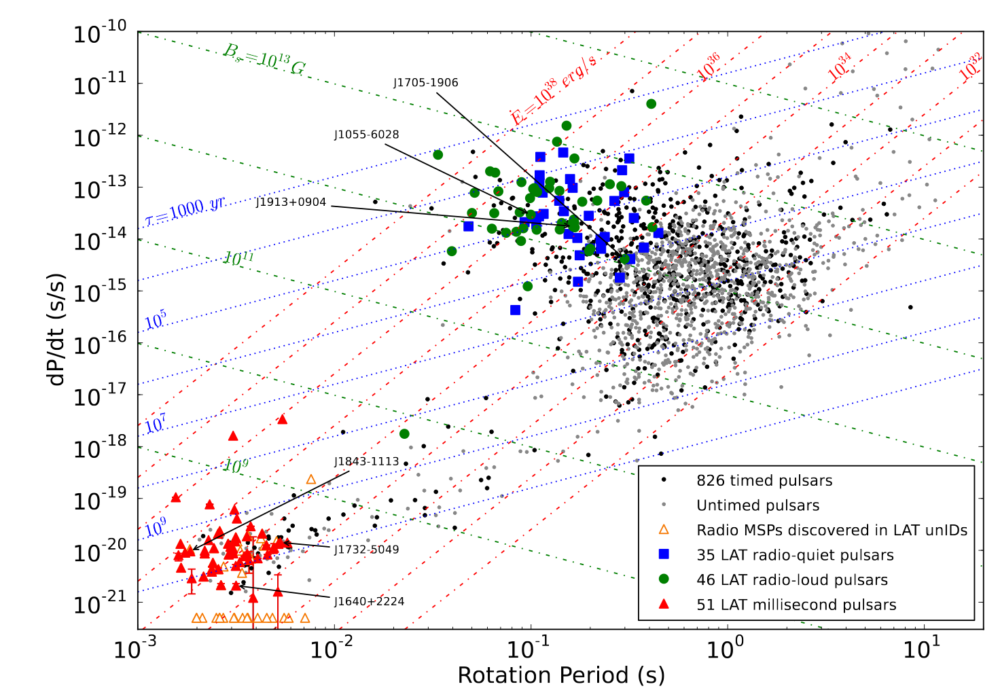 10^-10
10^-11
10^-12
10^-13
10^-14
10^-15
10^-16
10^-17
10^-18
10^-19
10^-20
10^-21
dP/dt (s/s)
B_s=10^13 G
10^11
10^9
τ=1000 yr
10^5
10^7
10^9
Ė=10^38 erg/s
10^36
10^34
10^32
J1705-1906
J1055-6028
J1913+0904
J1843-1113
J1732-5049
J1640+2224
826 timed pulsars
Untimed pulsars
Radio MSPs discovered in LAT unIDs
35 LAT radio-quiet pulsars
46 LAT radio-loud pulsars
51 LAT millisecond pulsars
10^-3 10^-2 10^-1 10^0 10^1
Rotation Period (s)